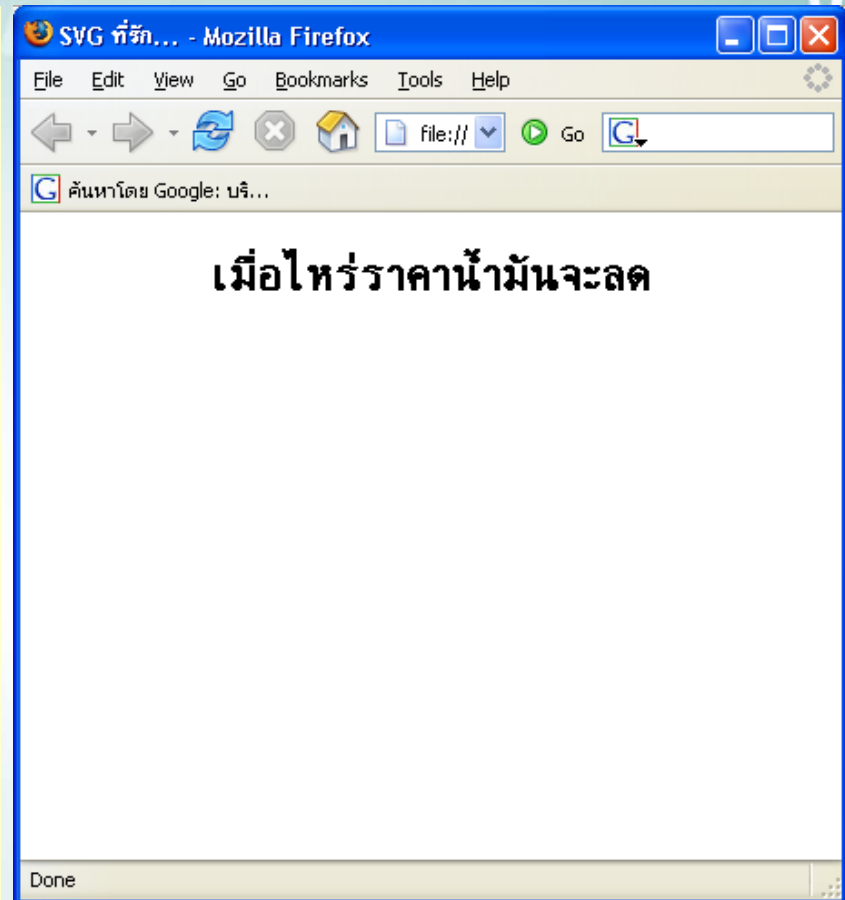 SVG ที่รัก... - Mozilla Firefox
File Edit View Go Bookmarks Tools Help
file:// Go G
G ค้นหาโดย Google: บริ...
เมื่อไหร่ราคาน้ำมันจะลด
Done